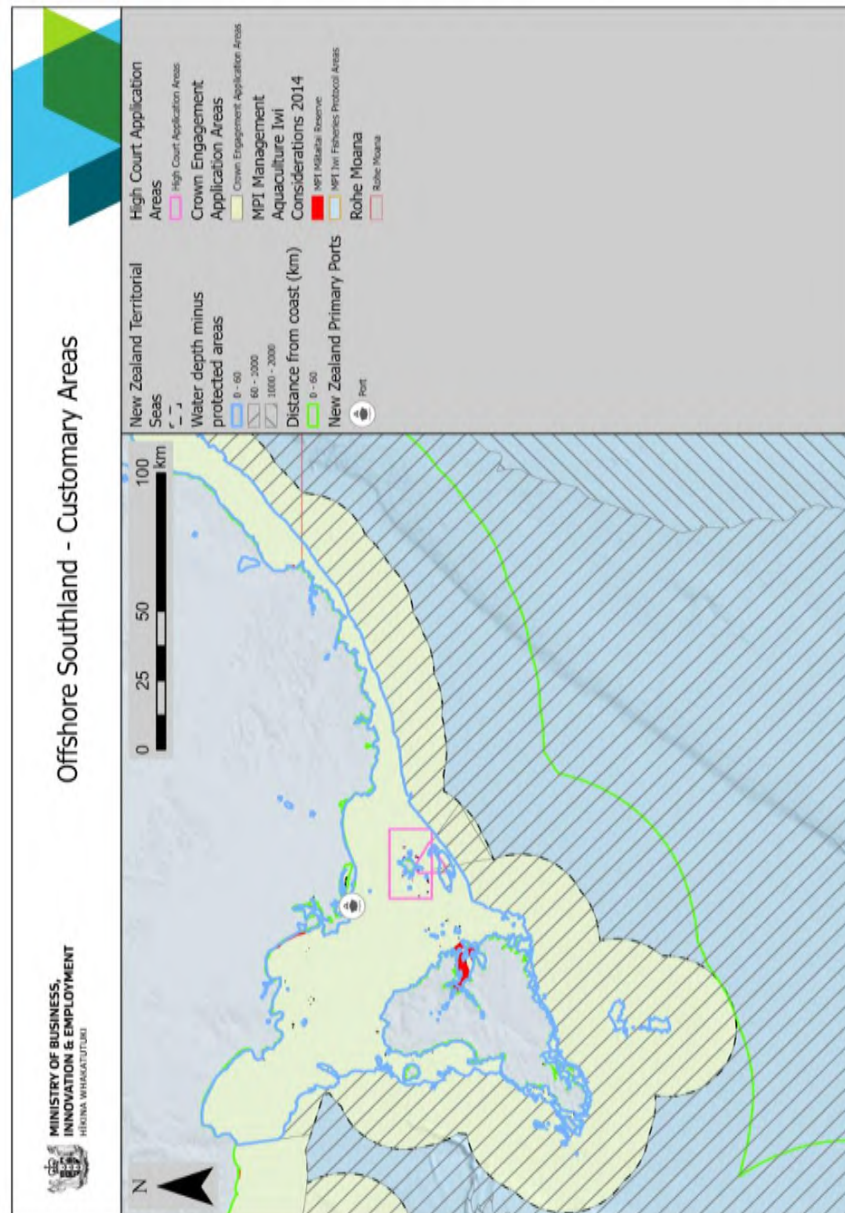 MINISTRY OF BUSINESS,
INNOVATION & EMPLOYMENT
HĪKINA WHAKATUTUKI
Offshore Southland - Customary Areas
N
0 25 50 100
km
New Zealand Territorial
Seas
Water depth minus
protected areas
0 - 60
60 - 1000
1000 - 2000
Distance from coast (km)
0 - 60
New Zealand Primary Ports
Port
High Court Application
Areas
High Court Application Areas
Crown Engagement
Application Areas
Crown Engagement Application Areas
MPI Management
Aquaculture Iwi
Considerations 2014
MPI Mātaitai Reserve
MPI Iwi Fisheries Protocol Areas
Rohe Moana
Rohe Moana